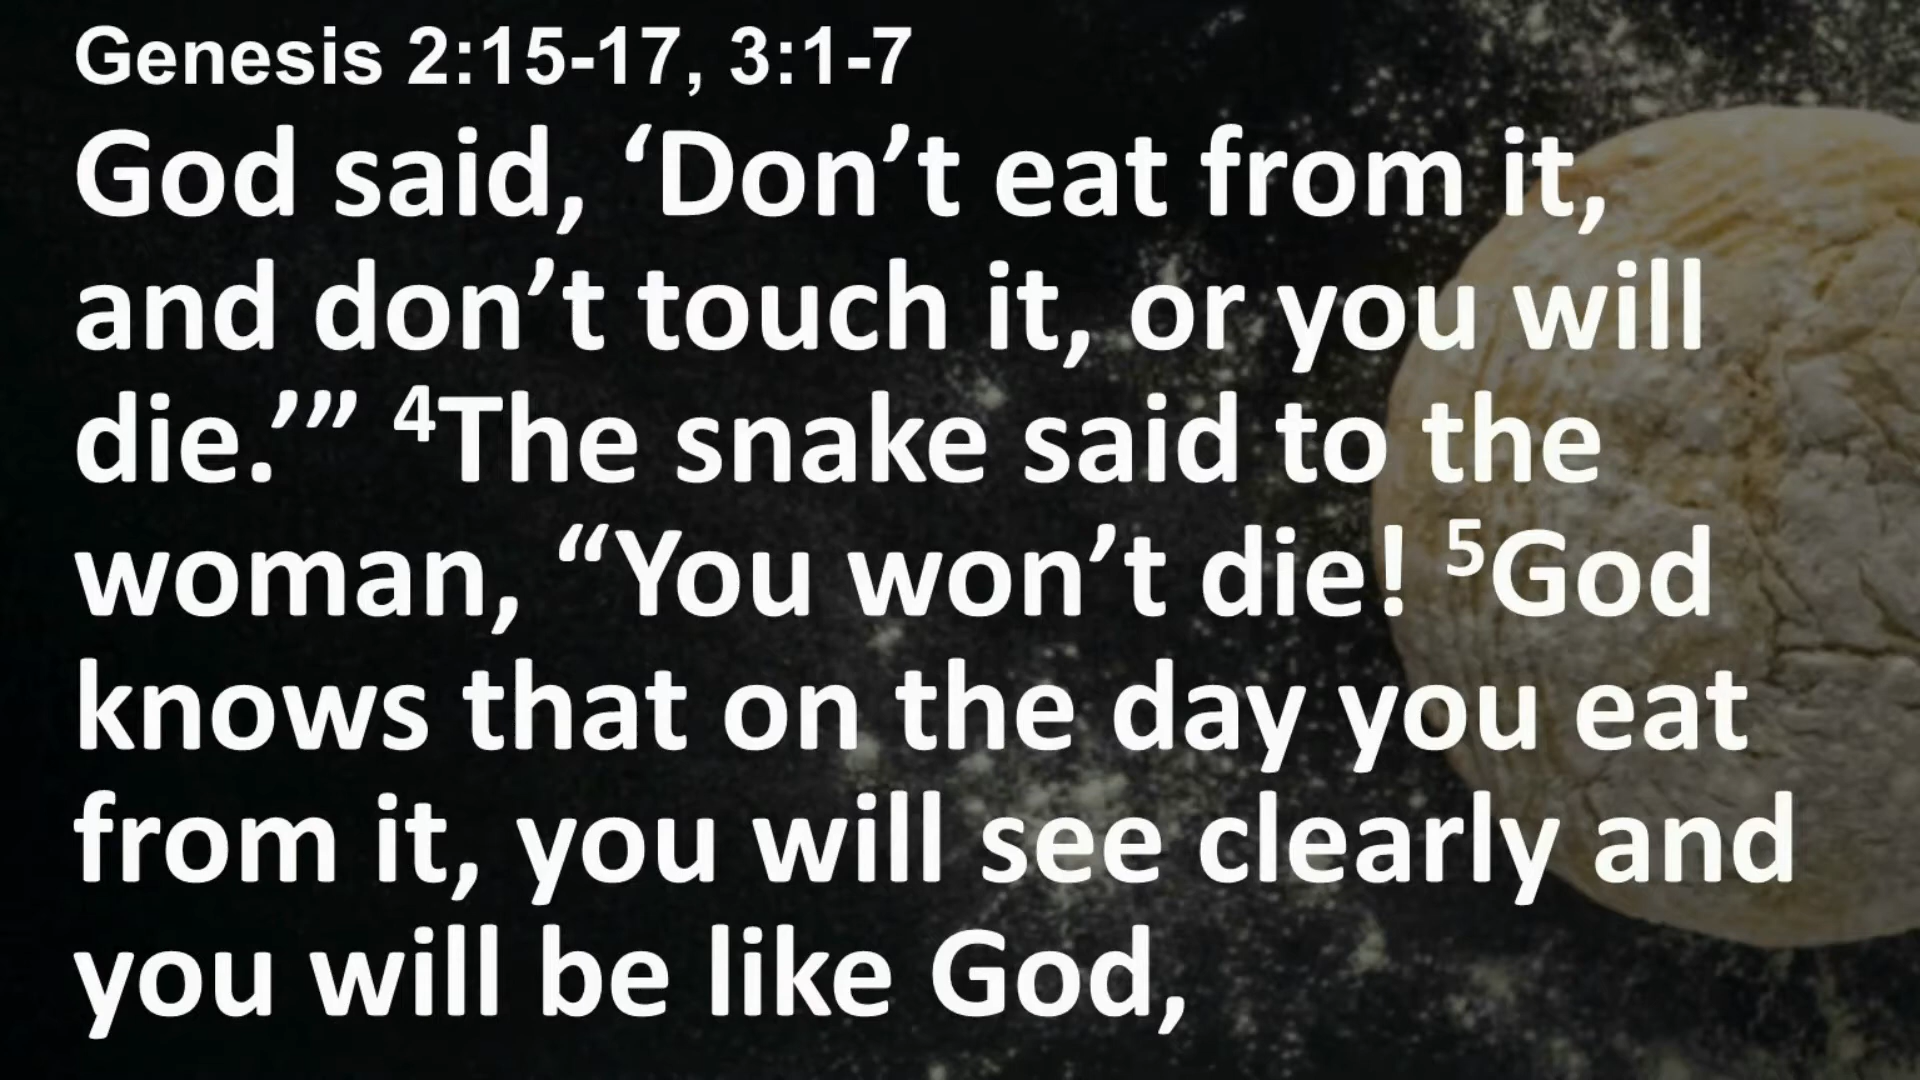 Genesis 2:15-17, 3:1-7
God said, ‘Don’t eat from it,
and don’t touch it, or you will
die.’” ⁴The snake said to the
woman, “You won’t die! ⁵God
knows that on the day you eat
from it, you will see clearly and
you will be like God,